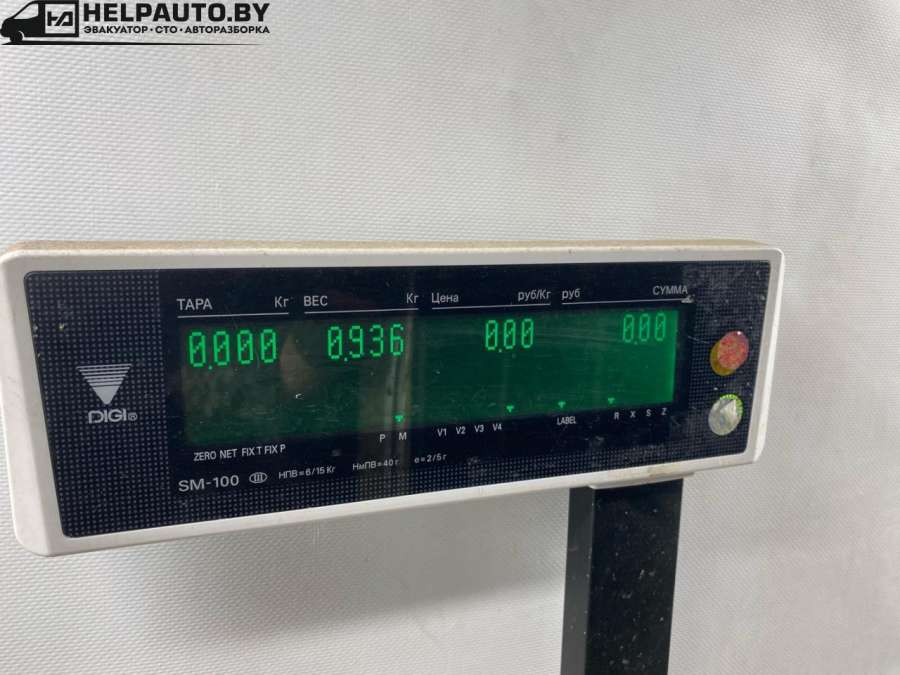 HELPAUTO.BY
ЭВАКУАТОР • СТО • АВТОРАЗБОРКА
ТАРА Кг ВЕС Кг Цена руб/Кг руб СУММА
0.000 0.936 0.00 0.00
DIGI®
P M V1 V2 V3 V4 LABEL R X S Z
ZERO NET FIX T FIX P
SM-100 III НПВ=6/15 Кг НмПВ=40 г e=2/5 г